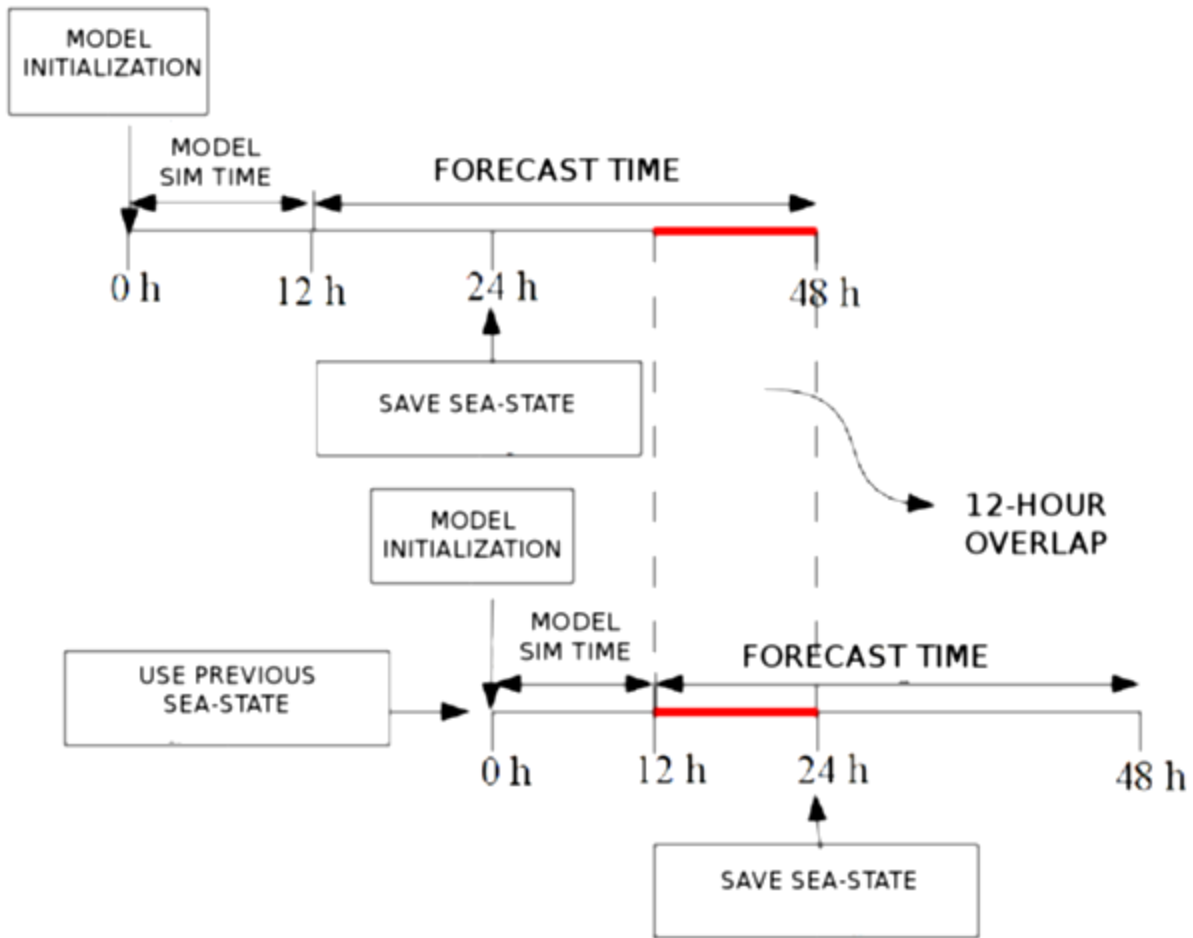 MODEL
INITIALIZATION
MODEL
SIM TIME
FORECAST TIME
0 h
12 h
24 h
48 h
SAVE SEA-STATE
12-HOUR
OVERLAP
MODEL
INITIALIZATION
MODEL
SIM TIME
FORECAST TIME
USE PREVIOUS
SEA-STATE
0 h
12 h
24 h
48 h
SAVE SEA-STATE